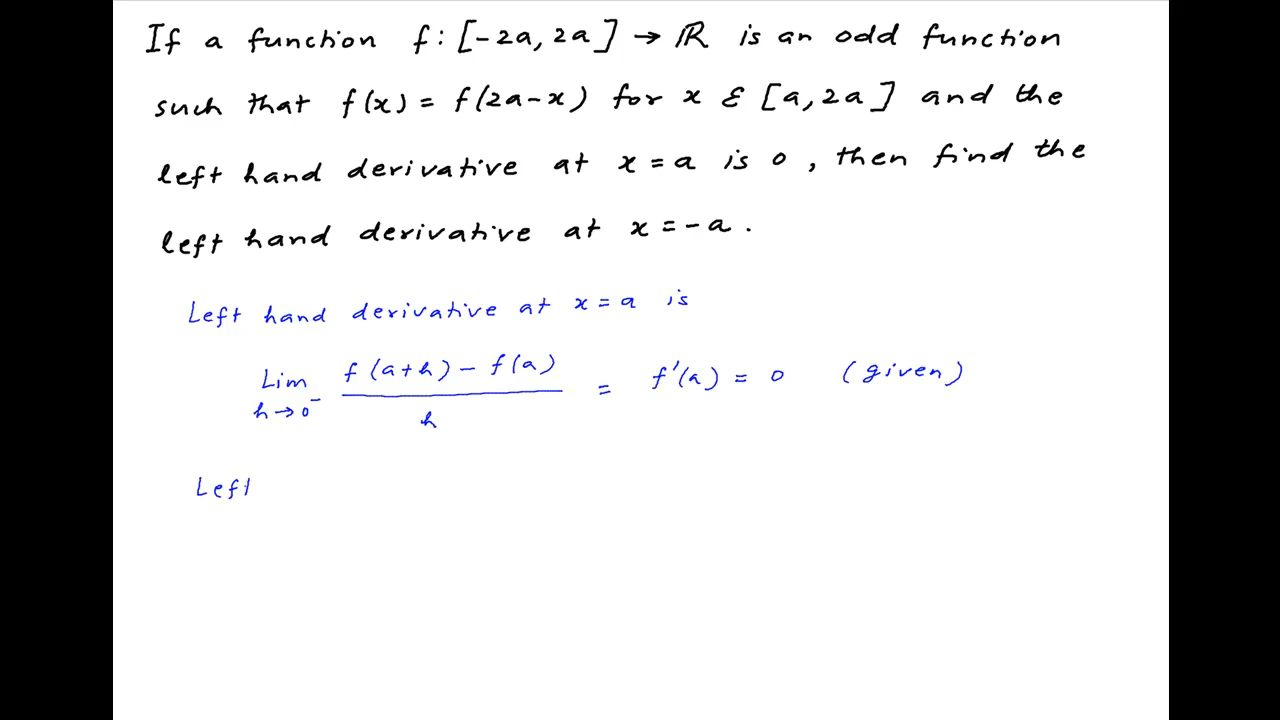 If a function f : [-2a, 2a] → ℝ is an odd function
such that f(x) = f(2a-x) for x ε [a, 2a] and the
left hand derivative at x = a is 0, then find the
left hand derivative at x = -a.
Left hand derivative at x = a is
Lim h→0⁻ (f(a+h) - f(a)) / h = f'(a) = 0 (given)
Left